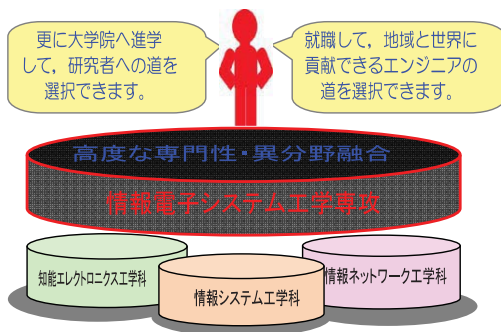 更に大学院へ進学
して，研究者への道を
選択できます。
就職して，地域と世界に
貢献できるエンジニアの
道を選択できます。
高度な専門性・異分野融合
情報電子システム工学専攻
知能エレクトロニクス工学科
情報システム工学科
情報ネットワーク工学科